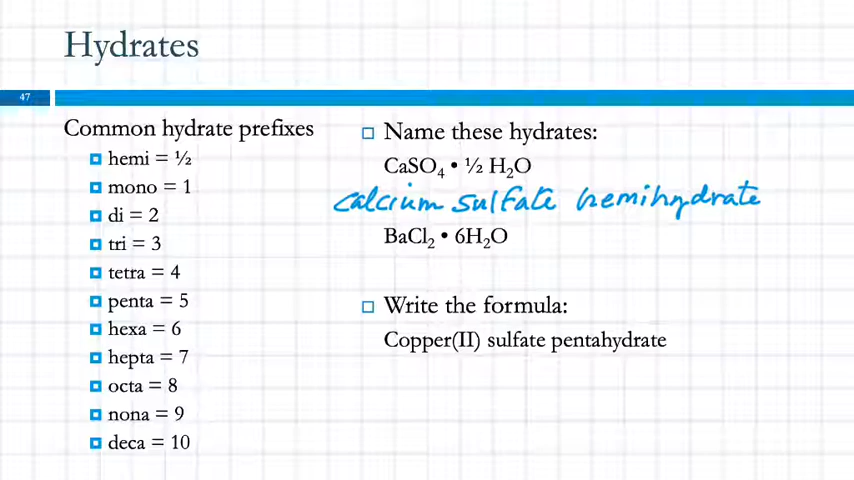 Hydrates
47
Common hydrate prefixes
hemi = ½
mono = 1
di = 2
tri = 3
tetra = 4
penta = 5
hexa = 6
hepta = 7
octa = 8
nona = 9
deca = 10
Name these hydrates:
CaSO₄ • ½ H₂O
calcium sulfate hemihydrate
BaCl₂ • 6H₂O
Write the formula:
Copper(II) sulfate pentahydrate